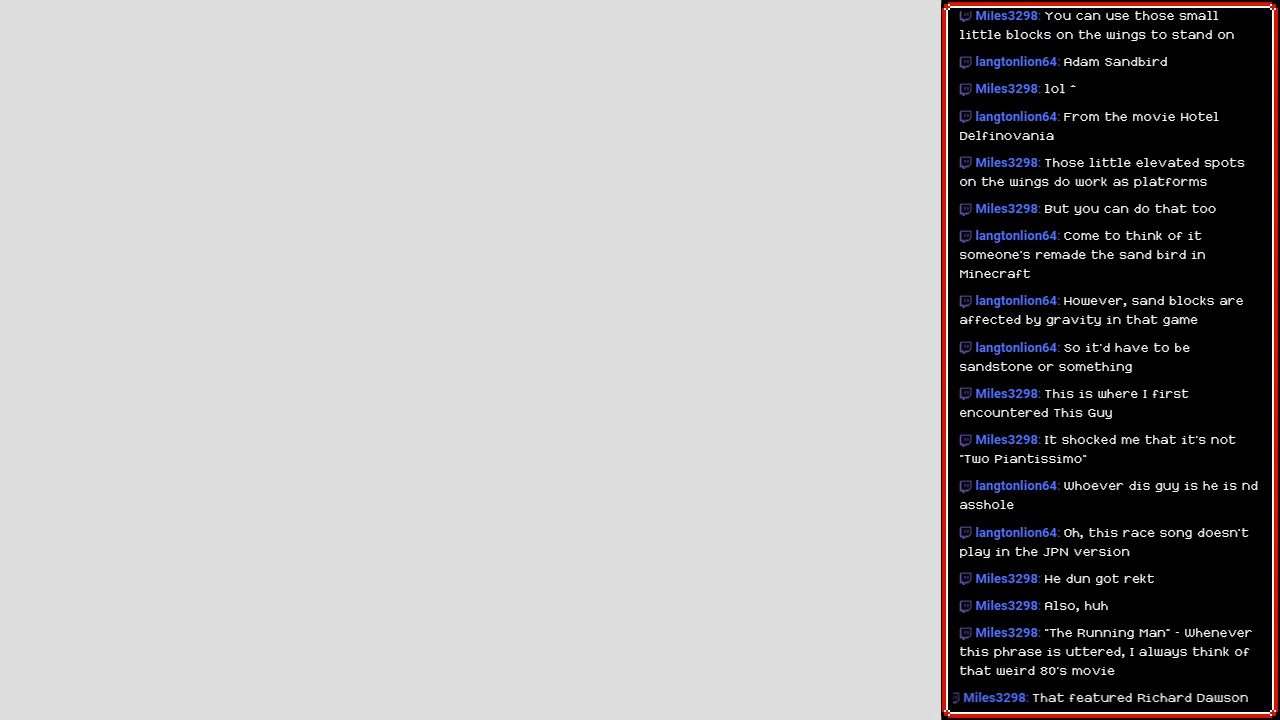 Miles3298: You can use those small
little blocks on the wings to stand on
langtonlion64: Adam Sandbird
Miles3298: lol ^
langtonlion64: From the movie Hotel
Delfinovania
Miles3298: Those little elevated spots
on the wings do work as platforms
Miles3298: But you can do that too
langtonlion64: Come to think of it
someone's remade the sand bird in
Minecraft
langtonlion64: However, sand blocks are
affected by gravity in that game
langtonlion64: So it'd have to be
sandstone or something
Miles3298: This is where I first
encountered This Guy
Miles3298: It shocked me that it's not
"Two Piantissimo"
langtonlion64: Whoever dis guy is he is nd
asshole
langtonlion64: Oh, this race song doesn't
play in the JPN version
Miles3298: He dun got rekt
Miles3298: Also, huh
Miles3298: "The Running Man" - Whenever
this phrase is uttered, I always think of
that weird 80's movie
Miles3298: That featured Richard Dawson